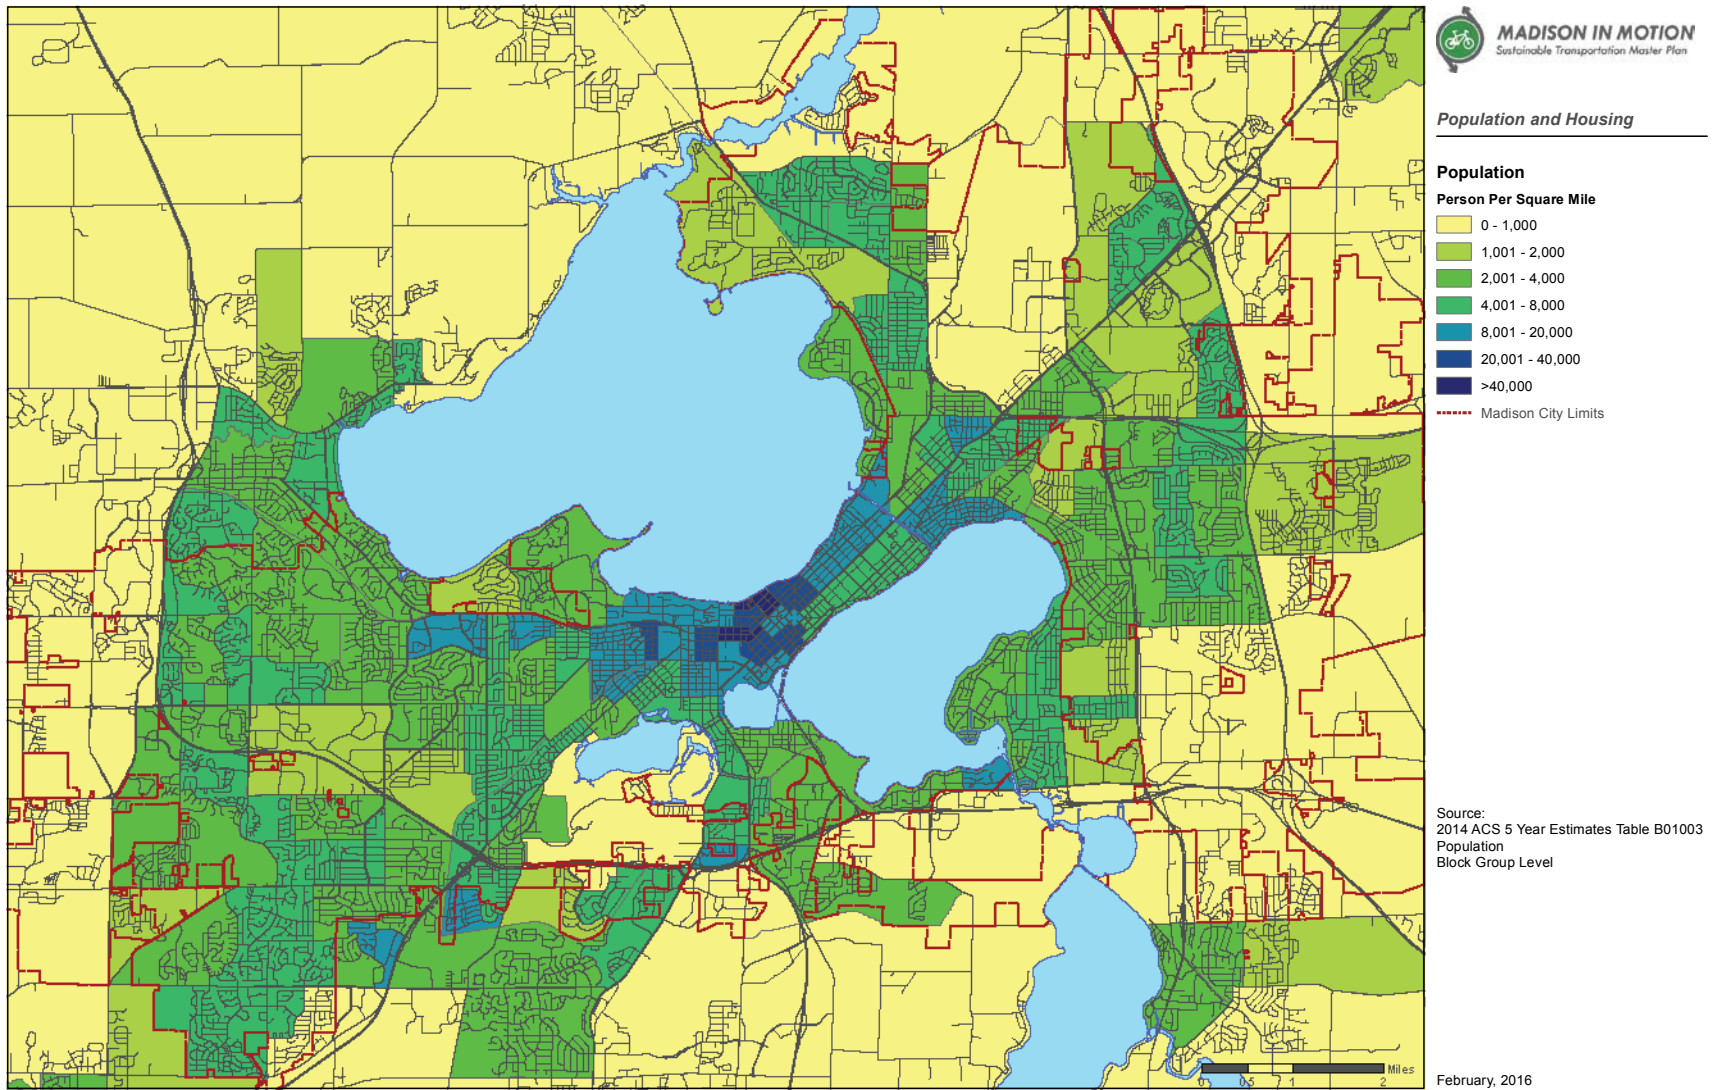 MADISON IN MOTION
Sustainable Transportation Master Plan
Population and Housing
Population
Person Per Square Mile
0 - 1,000
1,001 - 2,000
2,001 - 4,000
4,001 - 8,000
8,001 - 20,000
20,001 - 40,000
>40,000
Madison City Limits
Source:
2014 ACS 5 Year Estimates Table B01003
Population
Block Group Level
0 0.5 1 2 Miles
February, 2016